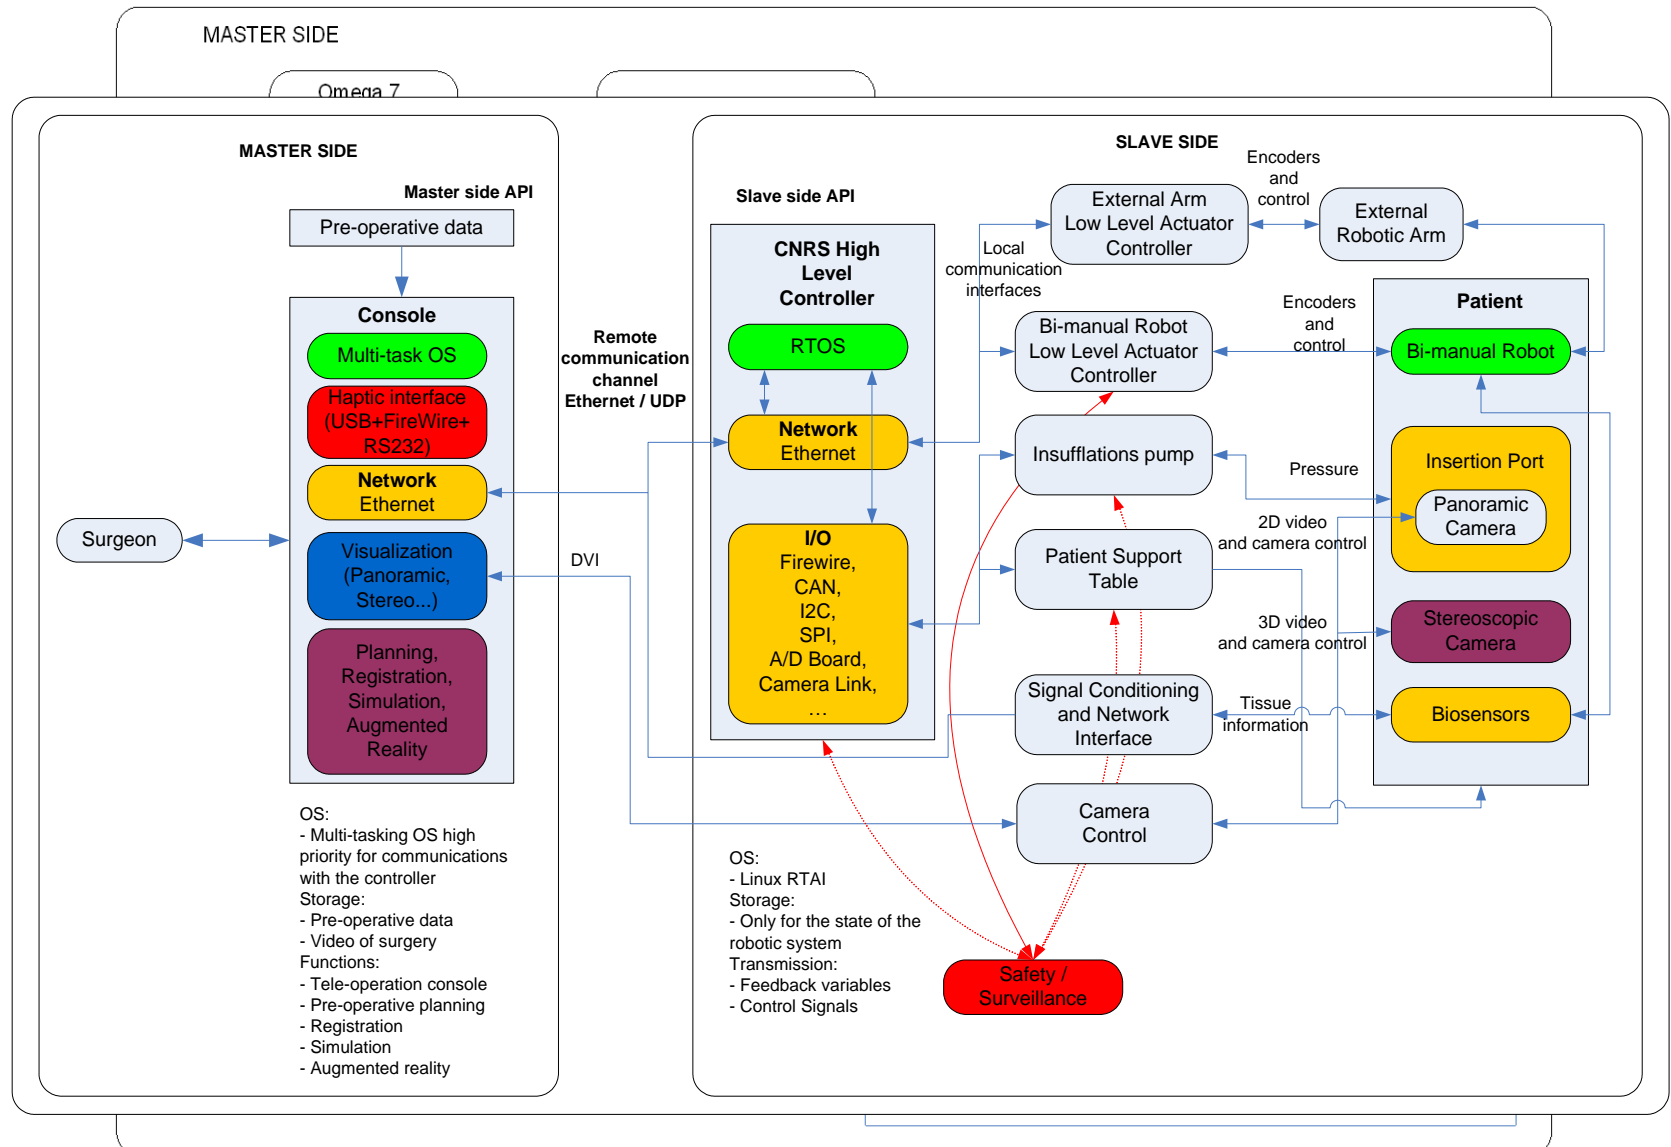 MASTER SIDE
Omega 7
MASTER SIDE
Master side API
Pre-operative data
Console
Multi-task OS
Haptic interface
(USB+FireWire+
RS232)
Network
Ethernet
Visualization
(Panoramic,
Stereo...)
Planning,
Registration,
Simulation,
Augmented
Reality
Surgeon
OS:
- Multi-tasking OS high
priority for communications
with the controller
Storage:
- Pre-operative data
- Video of surgery
Functions:
- Tele-operation console
- Pre-operative planning
- Registration
- Simulation
- Augmented reality
Remote
communication
channel
Ethernet / UDP
DVI
SLAVE SIDE
Slave side API
CNRS High
Level
Controller
RTOS
Network
Ethernet
I/O
Firewire,
CAN,
I2C,
SPI,
A/D Board,
Camera Link,
...
OS:
- Linux RTAI
Storage:
- Only for the state of the
robotic system
Transmission:
- Feedback variables
- Control Signals
Local
communication
interfaces
External Arm
Low Level Actuator
Controller
Encoders
and
control
External
Robotic Arm
Bi-manual Robot
Low Level Actuator
Controller
Encoders
and
control
Insufflations pump
Pressure
Patient Support
Table
2D video
and camera control
3D video
and camera control
Signal Conditioning
and Network
Interface
Tissue
information
Camera
Control
Safety /
Surveillance
Patient
Bi-manual Robot
Insertion Port
Panoramic
Camera
Stereoscopic
Camera
Biosensors